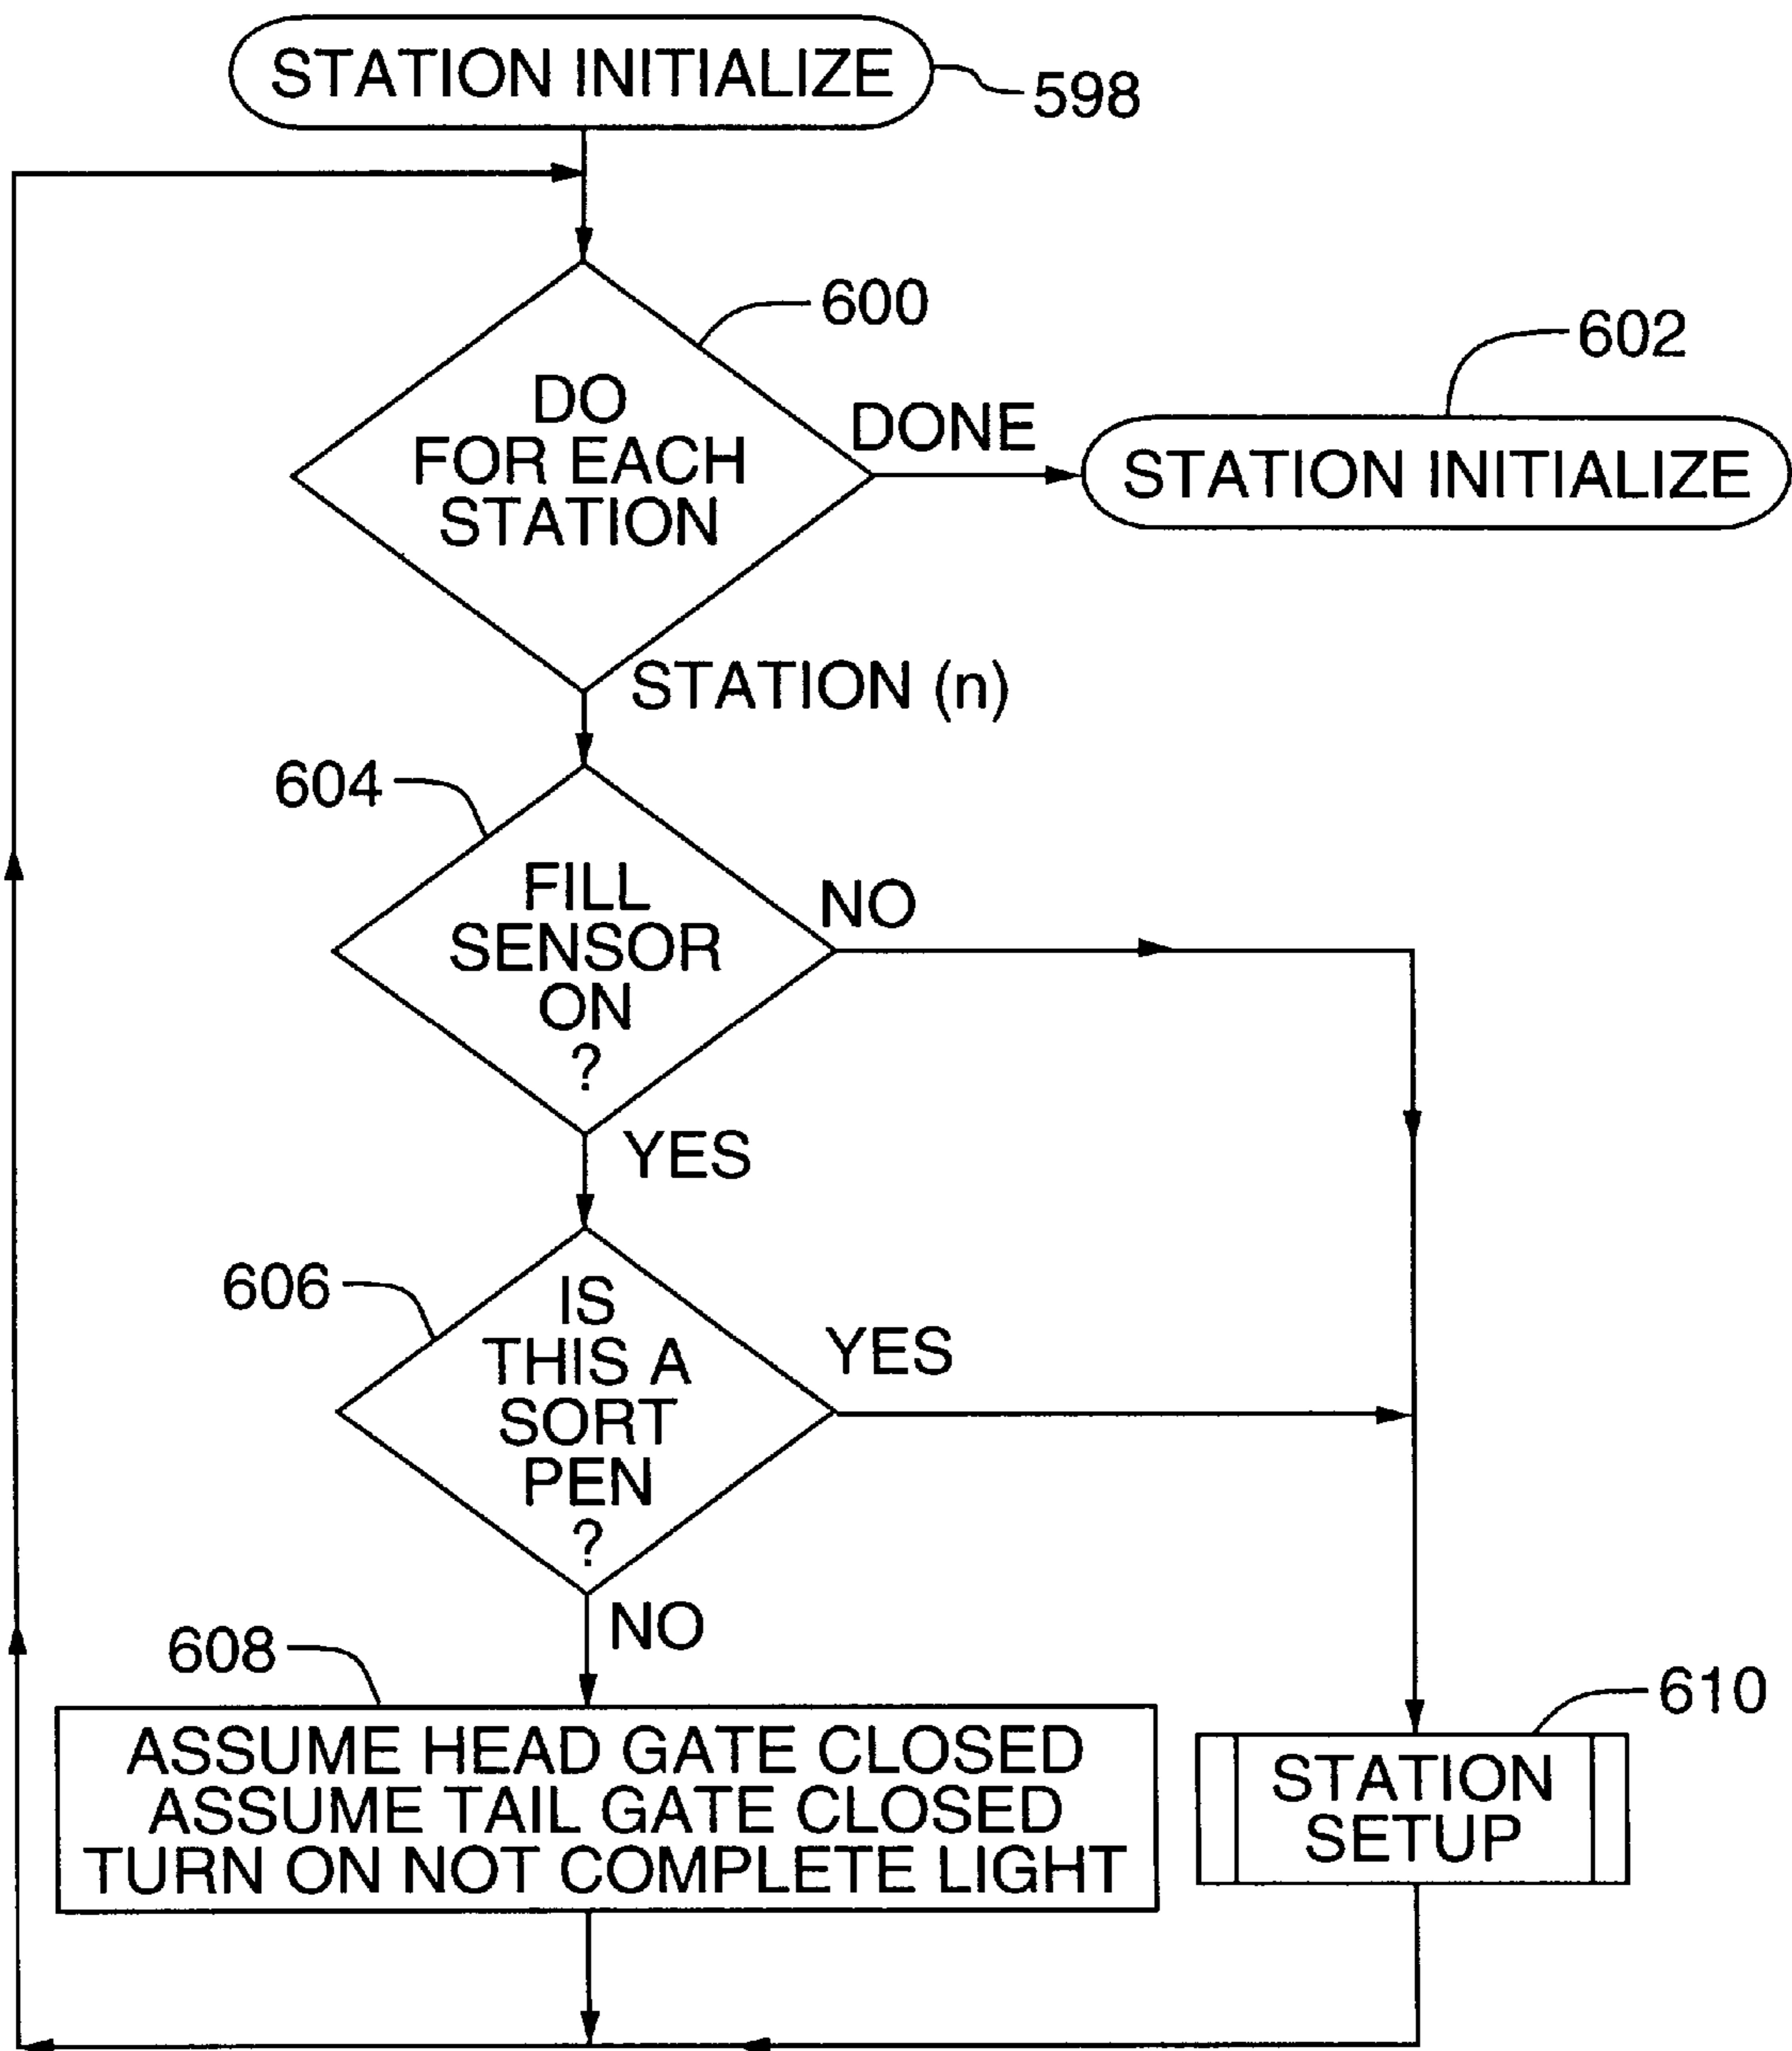 STATION INITIALIZE
598
600
DO
FOR EACH
STATION
DONE
602
STATION INITIALIZE
STATION (n)
604
FILL
SENSOR
ON
?
NO
YES
606
IS
THIS A
SORT
PEN
?
YES
NO
608
ASSUME HEAD GATE CLOSED
ASSUME TAIL GATE CLOSED
TURN ON NOT COMPLETE LIGHT
610
STATION
SETUP